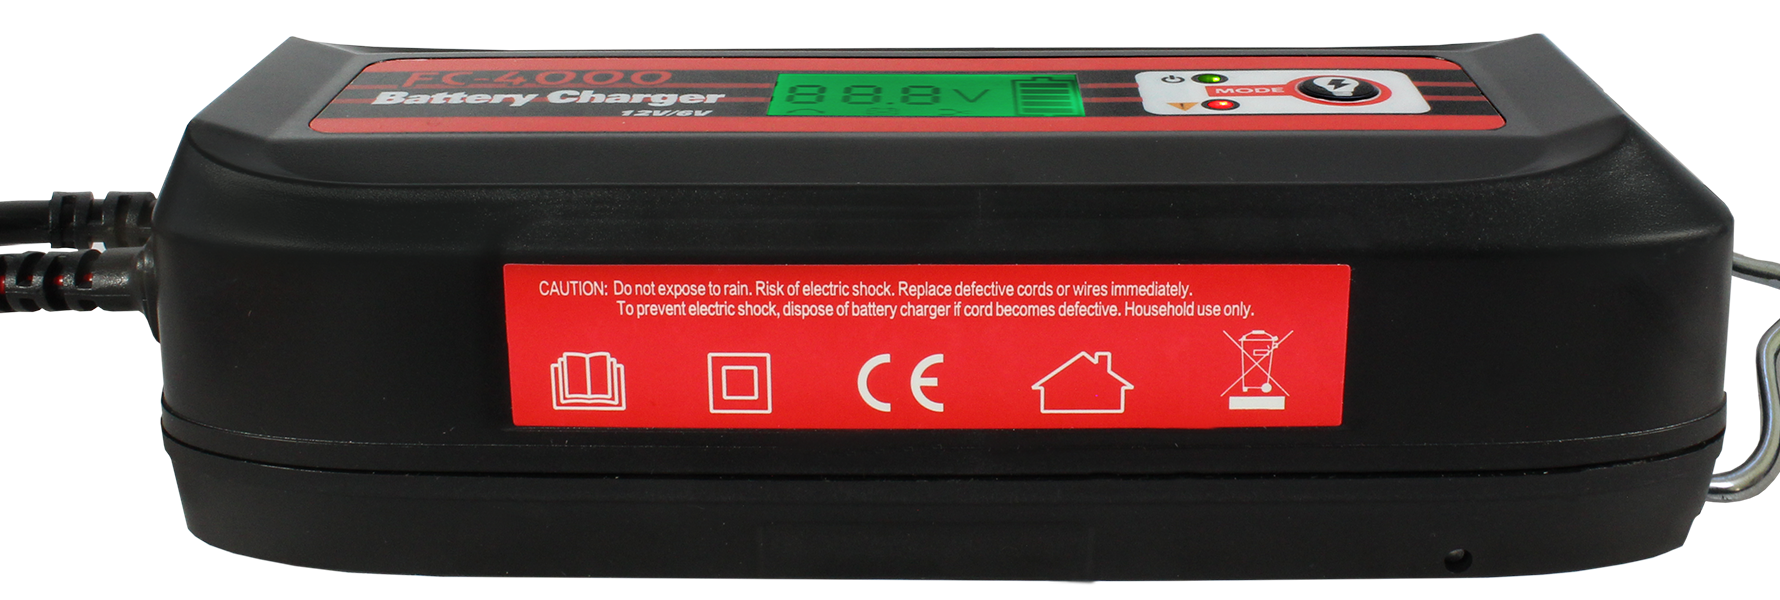 FC-4000
Battery Charger
12V/6V
88.8V
MODE
CAUTION: Do not expose to rain. Risk of electric shock. Replace defective cords or wires immediately.
To prevent electric shock, dispose of battery charger if cord becomes defective. Household use only.
CE